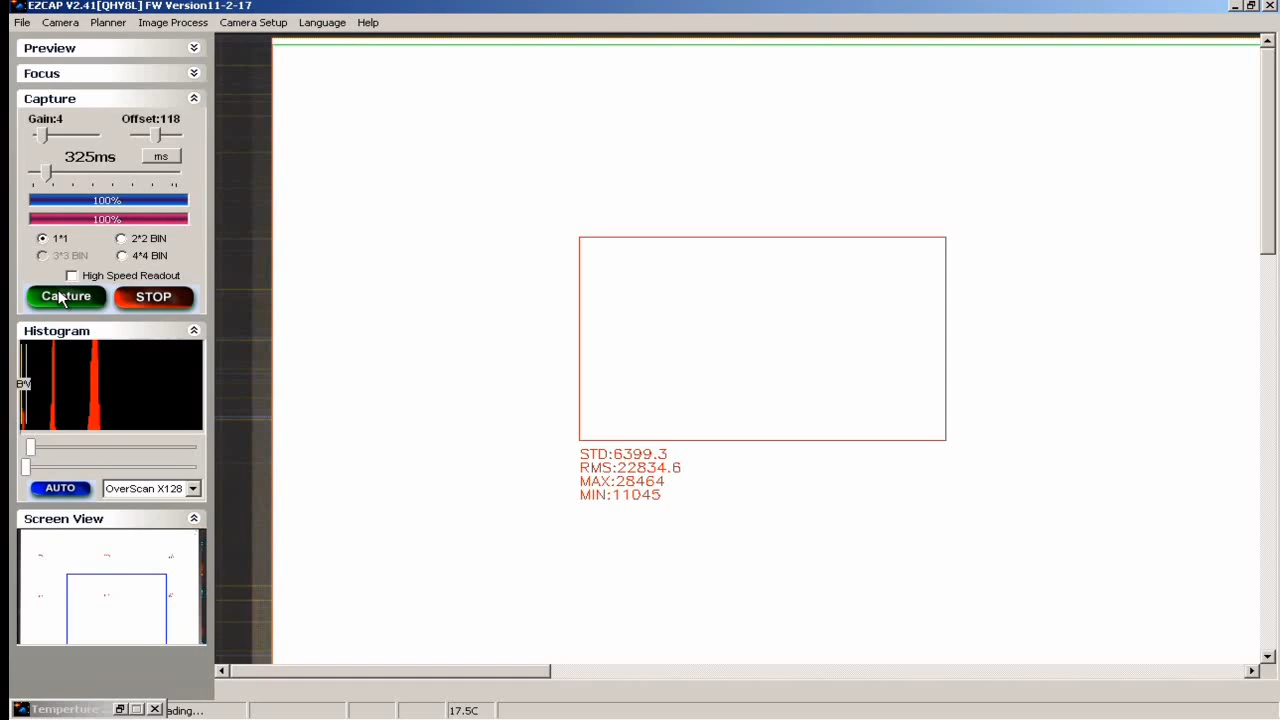 EZCAP V2.41[QHY8L] FW Version11-2-17
File Camera Planner Image Process Camera Setup Language Help
Preview
Focus
Capture
Gain:4 Offset:118
325ms ms
100%
100%
1*1 2*2 BIN
3*3 BIN 4*4 BIN
High Speed Readout
Capture STOP
Histogram
AUTO OverScan X128
Screen View
STD:6399.3
RMS:22834.6
MAX:28464
MIN:11045
Temperture ading... 17.5C